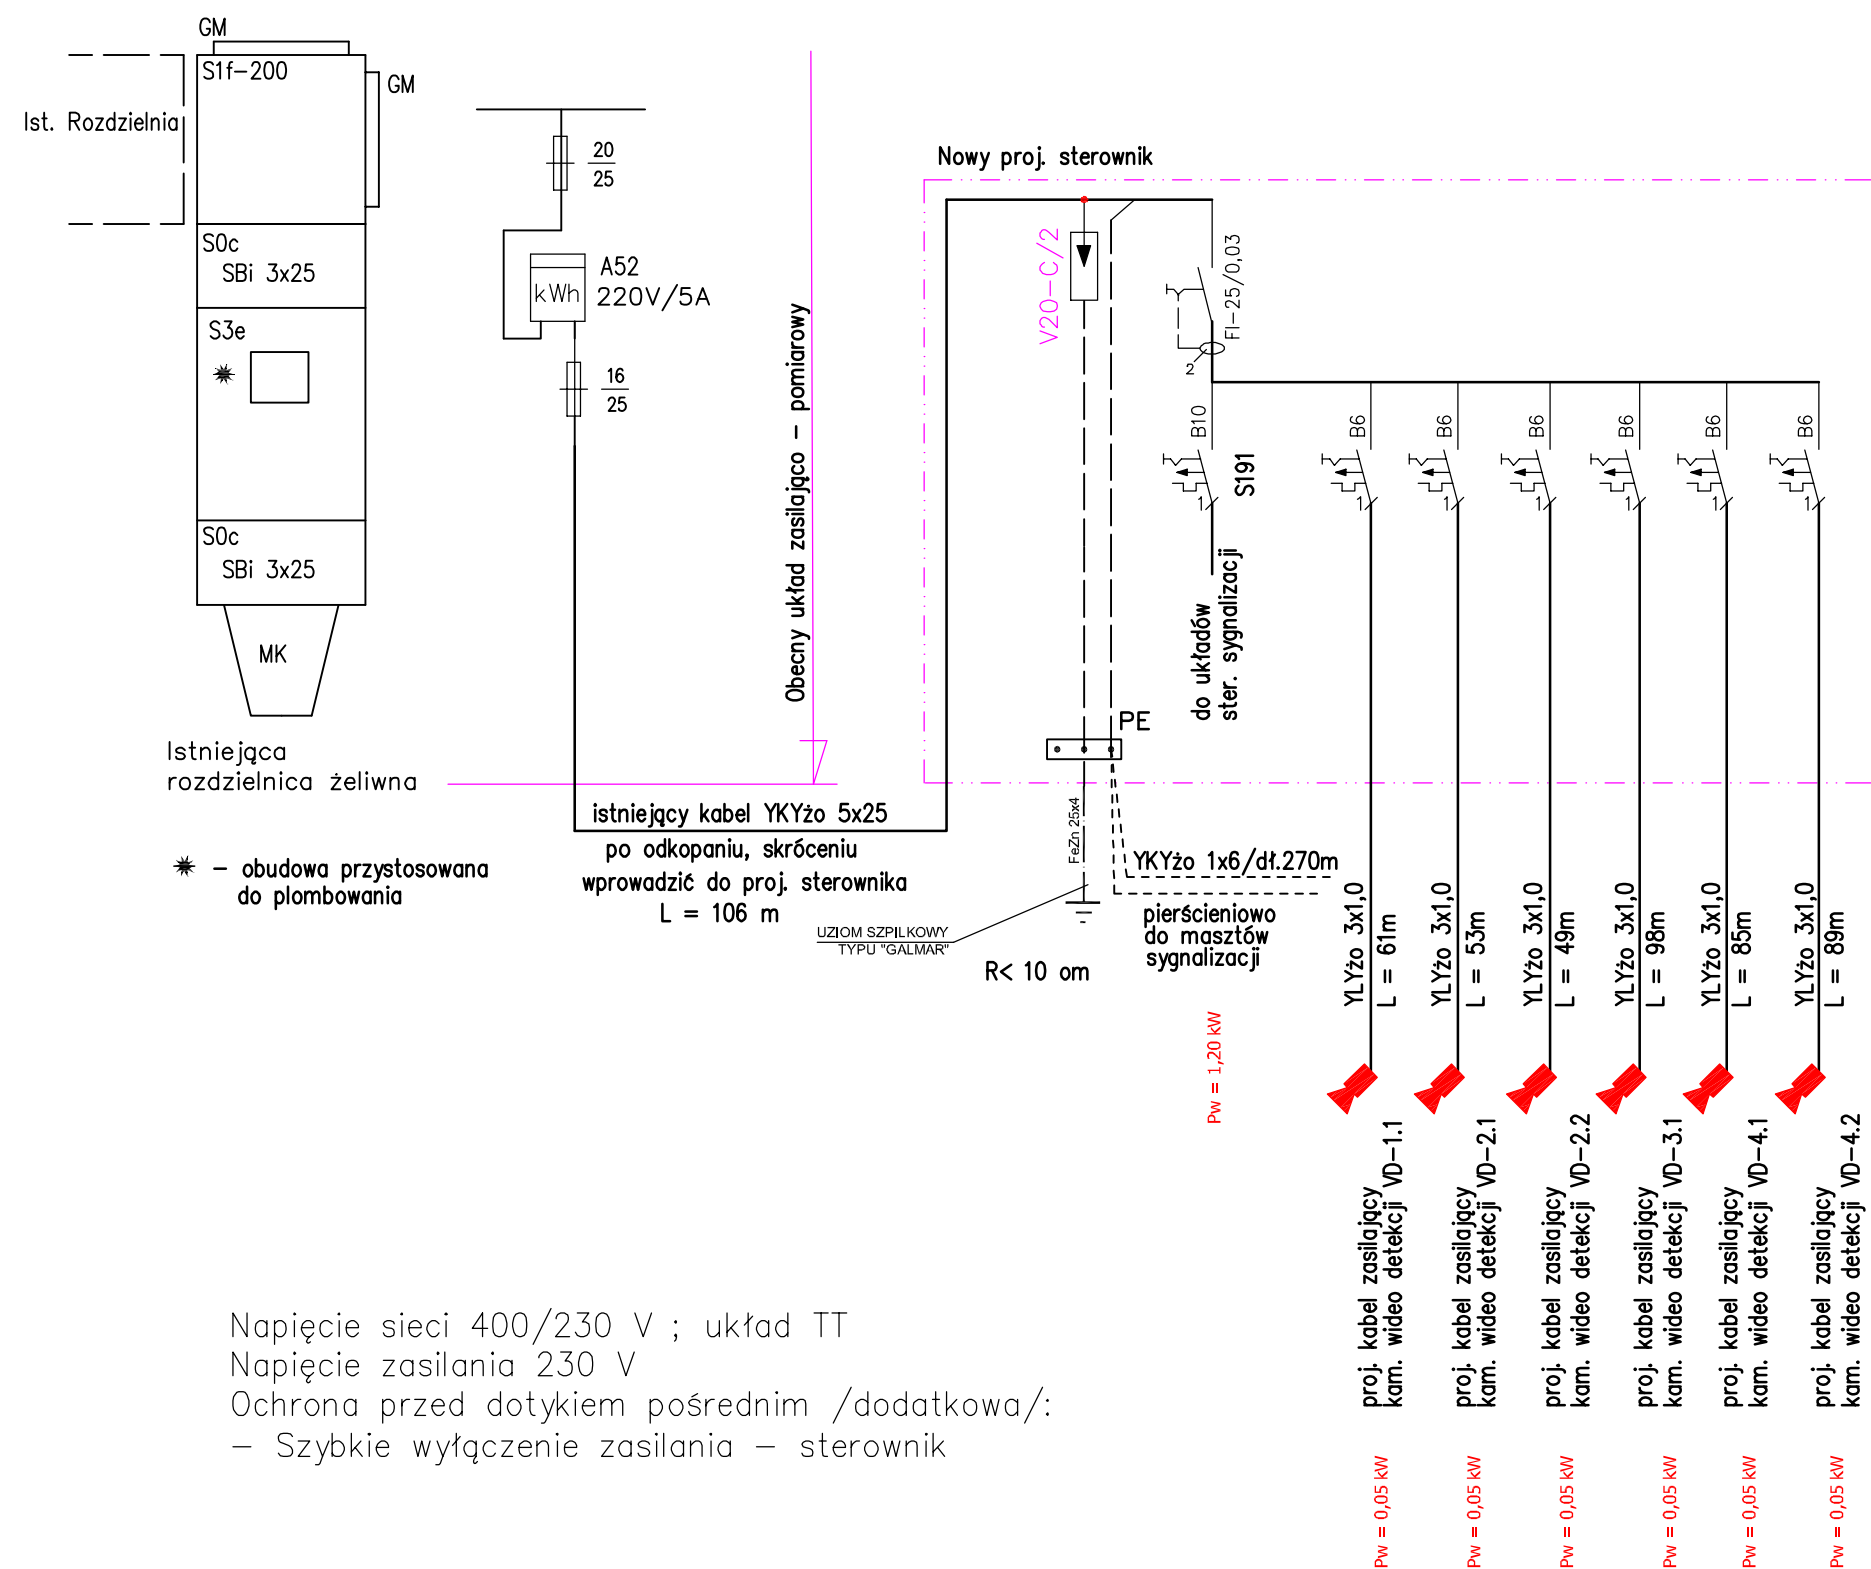 GM
S1f-200
GM
Ist. Rozdzielnia
S0c
SBi 3x25
S3e
S0c
SBi 3x25
MK
Istniejąca
rozdzielnica żeliwna
- obudowa przystosowana
do plombowania
20
25
A52
kWh
220V/5A
16
25
Obecny układ zasilająco - pomiarowy
istniejący kabel YKYżo 5x25
po odkopaniu, skróceniu
wprowadzić do proj. sterownika
L = 106 m
Nowy proj. sterownik
V20-C/2
FI-25/0,03
2
B10
S191
1
do układów
ster. sygnalizacji
PE
FeZn 25x4
UZIOM SZPILKOWY
TYPU "GALMAR"
R< 10 om
YKYżo 1x6/dł.270m
pierścieniowo
do masztów
sygnalizacji
Pw = 1,20 kW
B6
1
YLYżo 3x1,0
L = 61m
proj. kabel zasilający
kam. wideo detekcji VD-1.1
Pw = 0,05 kW
B6
1
YLYżo 3x1,0
L = 53m
proj. kabel zasilający
kam. wideo detekcji VD-2.1
Pw = 0,05 kW
B6
1
YLYżo 3x1,0
L = 49m
proj. kabel zasilający
kam. wideo detekcji VD-2.2
Pw = 0,05 kW
B6
1
YLYżo 3x1,0
L = 98m
proj. kabel zasilający
kam. wideo detekcji VD-3.1
Pw = 0,05 kW
B6
1
YLYżo 3x1,0
L = 85m
proj. kabel zasilający
kam. wideo detekcji VD-4.1
Pw = 0,05 kW
B6
1
YLYżo 3x1,0
L = 89m
proj. kabel zasilający
kam. wideo detekcji VD-4.2
Pw = 0,05 kW
Napięcie sieci 400/230 V ; układ TT
Napięcie zasilania 230 V
Ochrona przed dotykiem pośrednim /dodatkowa/:
- Szybkie wyłączenie zasilania - sterownik